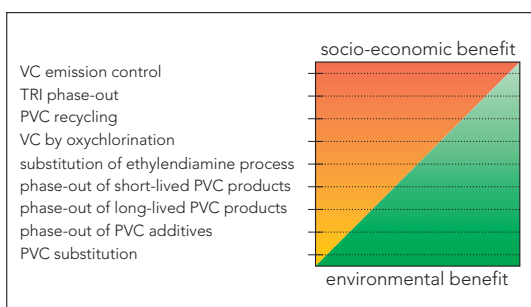 socio-economic benefit
VC emission control
TRI phase-out
PVC recycling
VC by oxychlorination
substitution of ethylendiamine process
phase-out of short-lived PVC products
phase-out of long-lived PVC products
phase-out of PVC additives
PVC substitution
environmental benefit